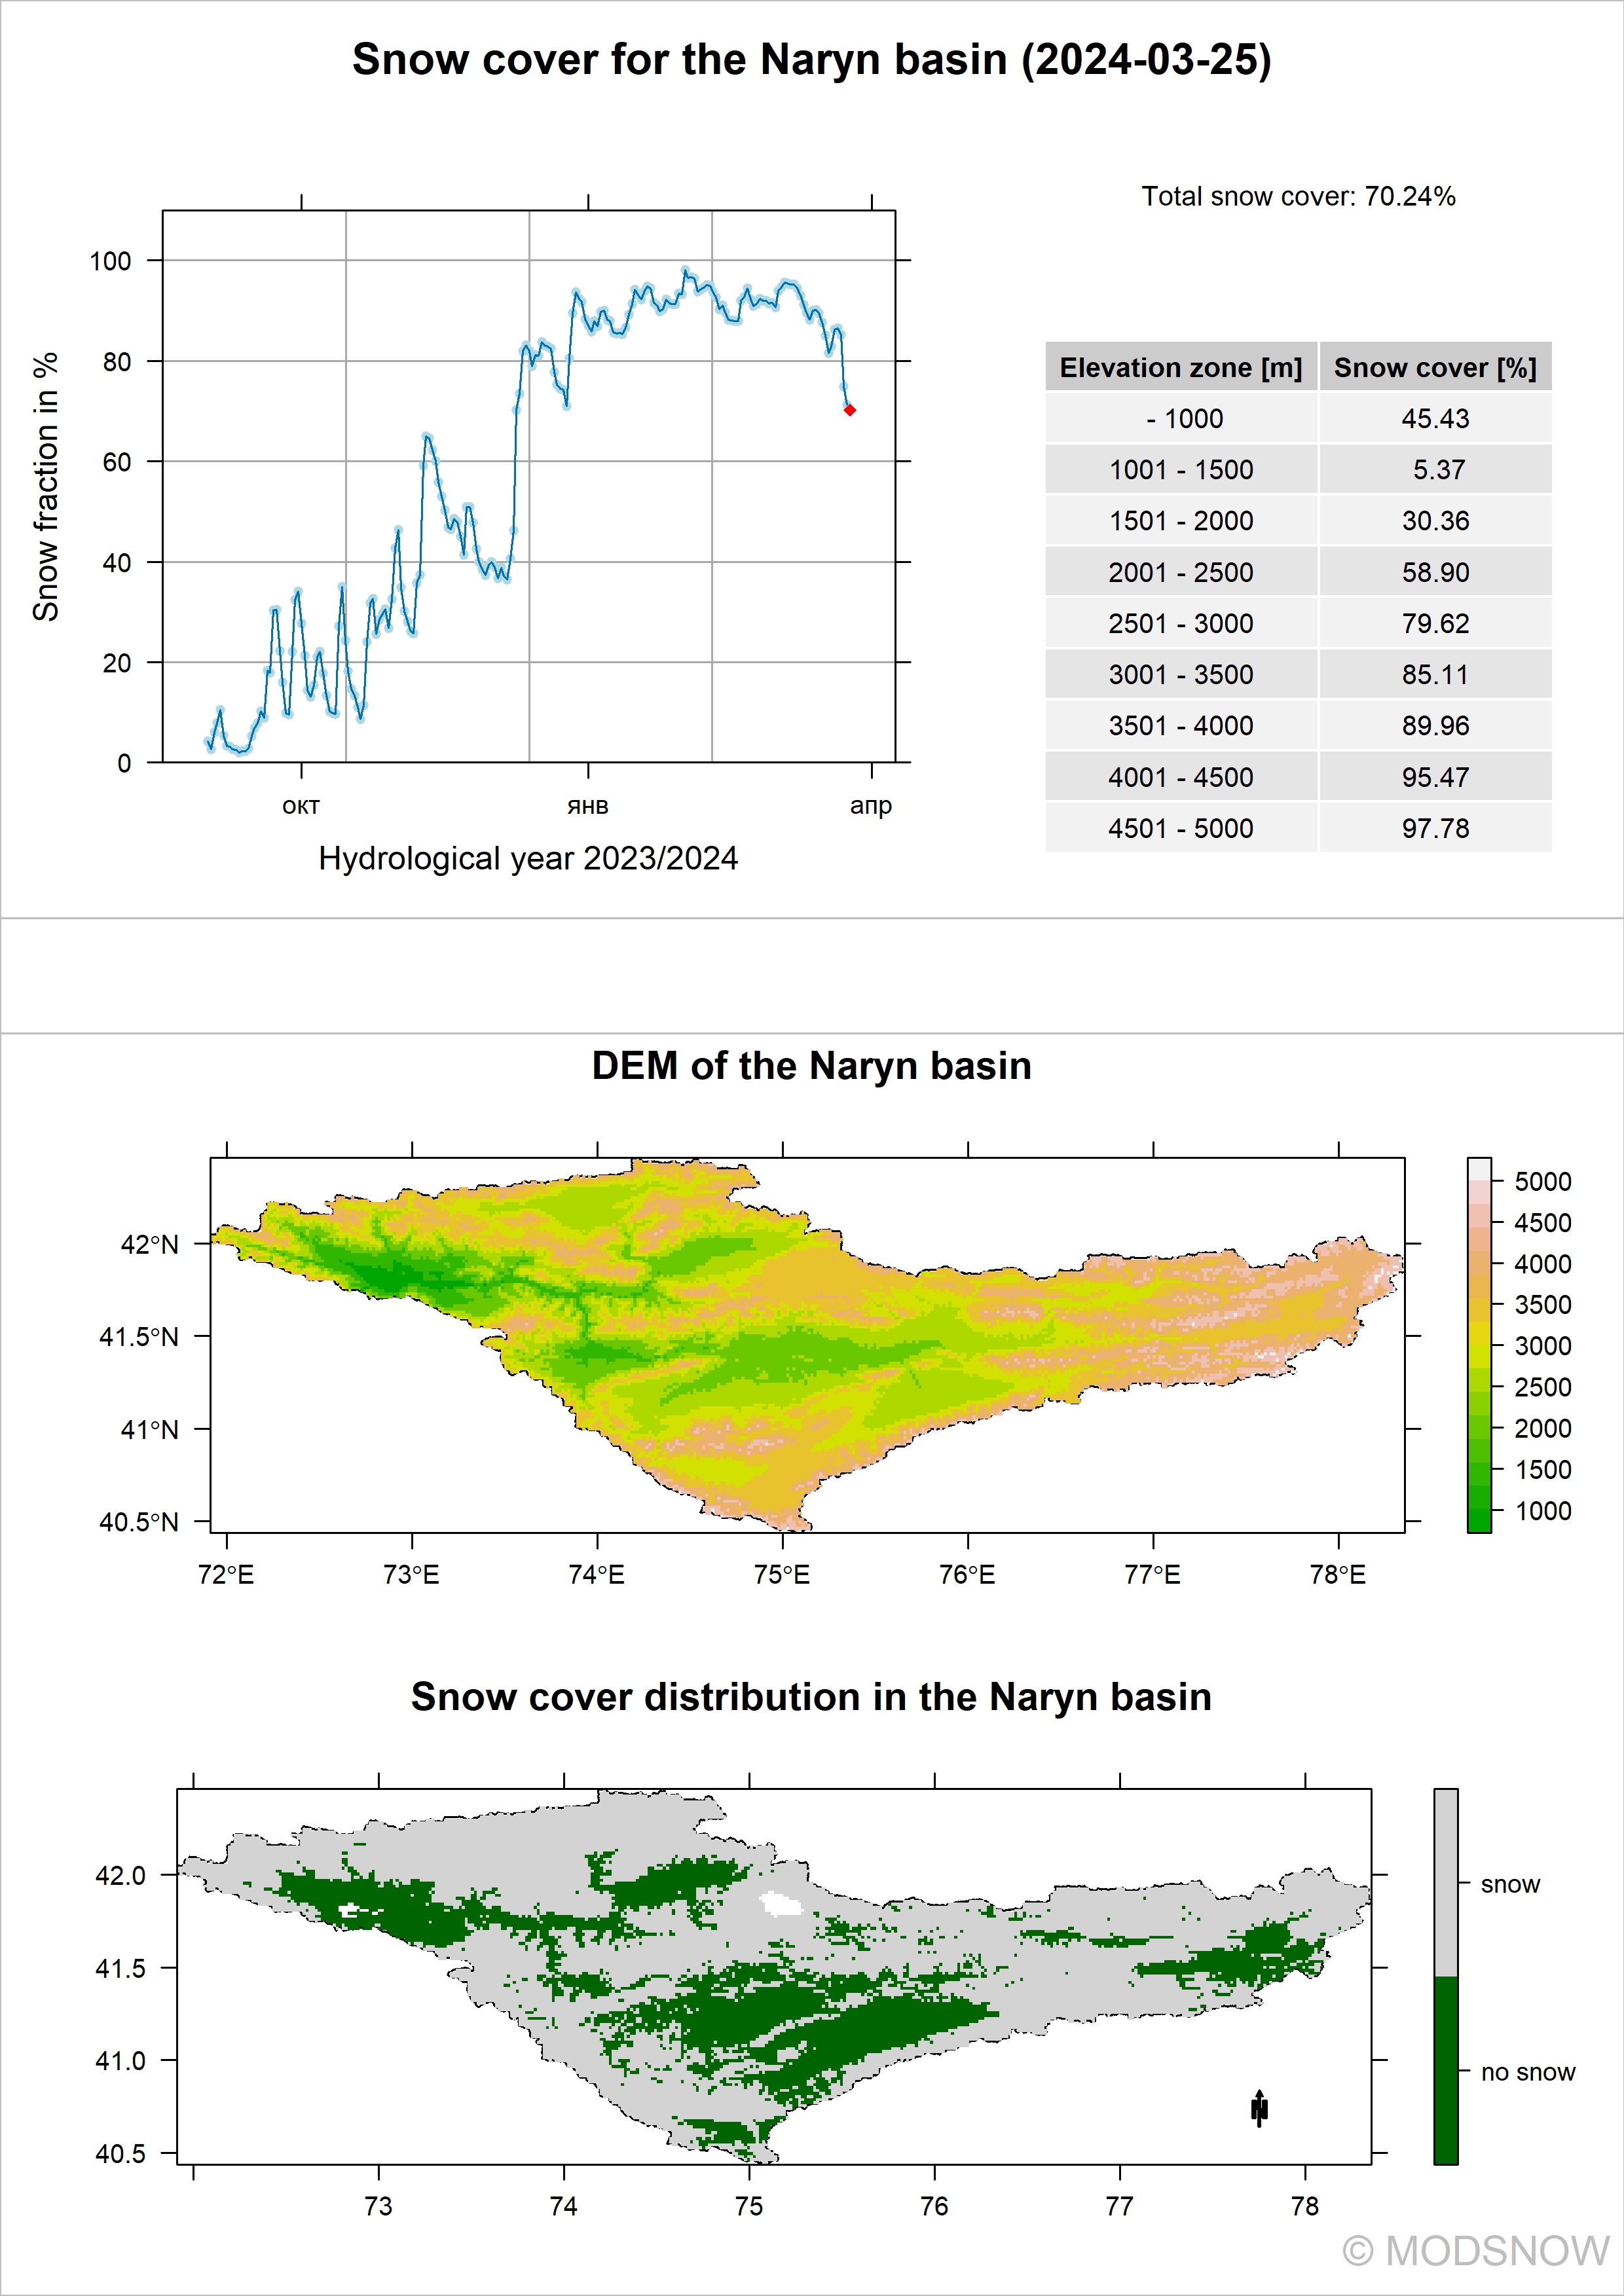 Snow cover for the Naryn basin (2024-03-25)
Total snow cover: 70.24%
Snow fraction in %
100
80
60
40
20
0
окт янв апр
Hydrological year 2023/2024
Elevation zone [m] Snow cover [%]
- 1000 45.43
1001 - 1500 5.37
1501 - 2000 30.36
2001 - 2500 58.90
2501 - 3000 79.62
3001 - 3500 85.11
3501 - 4000 89.96
4001 - 4500 95.47
4501 - 5000 97.78
DEM of the Naryn basin
42°N
41.5°N
41°N
40.5°N
72°E 73°E 74°E 75°E 76°E 77°E 78°E
5000
4500
4000
3500
3000
2500
2000
1500
1000
Snow cover distribution in the Naryn basin
42.0
41.5
41.0
40.5
73 74 75 76 77 78
snow
no snow
N
© MODSNOW